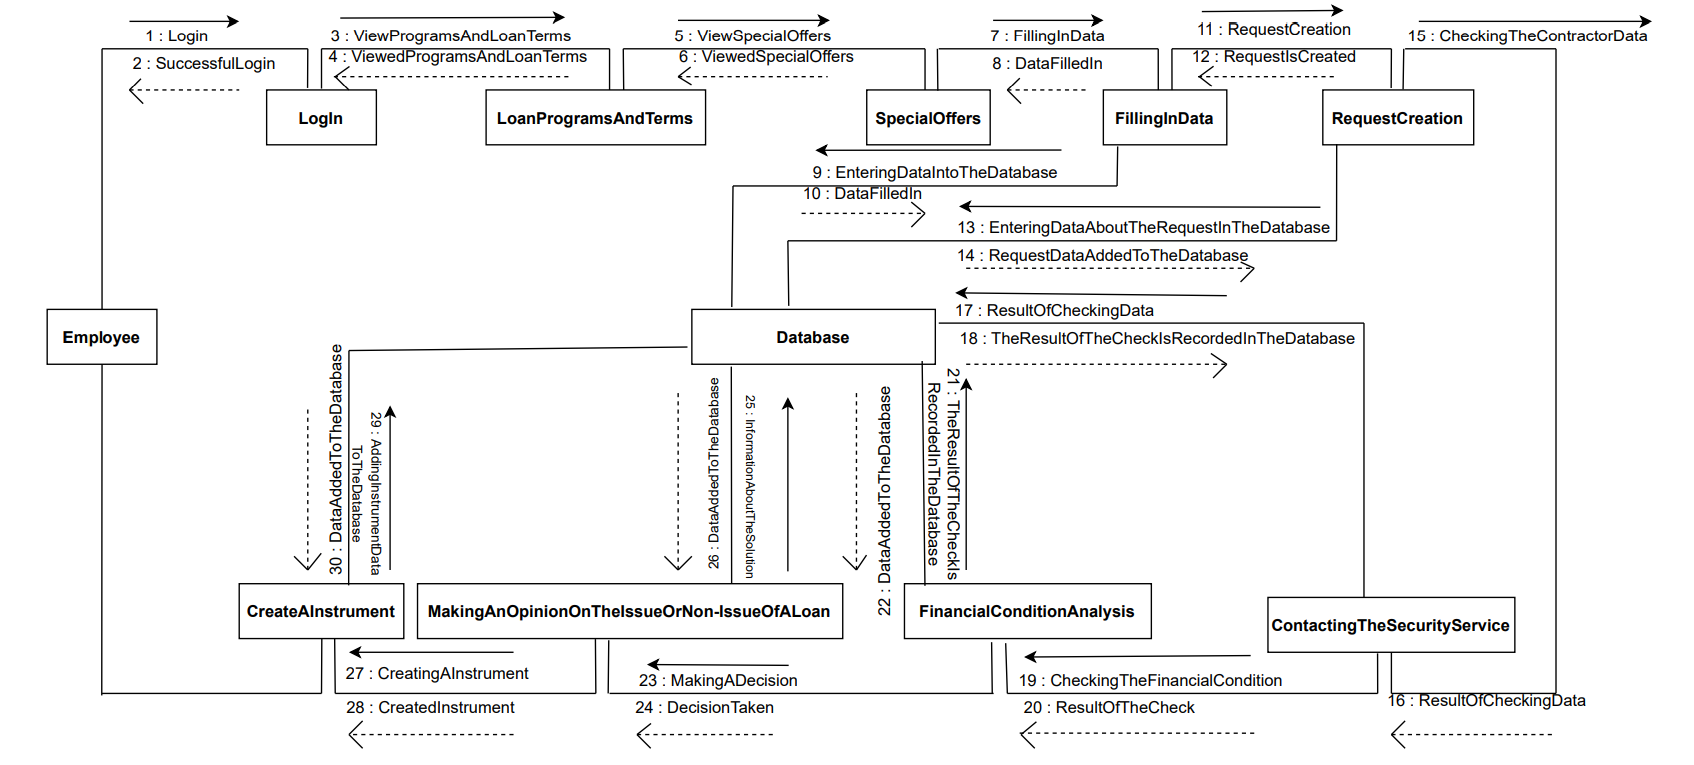 1 : Login
2 : SuccessfulLogin
3 : ViewProgramsAndLoanTerms
4 : ViewedProgramsAndLoanTerms
5 : ViewSpecialOffers
6 : ViewedSpecialOffers
7 : FillingInData
8 : DataFilledIn
11 : RequestCreation
12 : RequestIsCreated
15 : CheckingTheContractorData
LogIn
LoanProgramsAndTerms
SpecialOffers
FillingInData
RequestCreation
9 : EnteringDataIntoTheDatabase
10 : DataFilledIn
13 : EnteringDataAboutTheRequestInTheDatabase
14 : RequestDataAddedToTheDatabase
17 : ResultOfCheckingData
18 : TheResultOfTheCheckIsRecordedInTheDatabase
Employee
Database
30 : DataAddedToTheDatabase
29 : AddingInstrumentData
ToTheDatabase
26 : DataAddedToTheDatabase
25 : InformationAboutTheSolution
22 : DataAddedToTheDatabase
21 : TheResultOfTheCheckIs
RecordedInTheDatabase
CreateAInstrument
MakingAnOpinionOnTheIssueOrNon-IssueOfALoan
FinancialConditionAnalysis
ContactingTheSecurityService
27 : CreatingAInstrument
28 : CreatedInstrument
23 : MakingADecision
24 : DecisionTaken
19 : CheckingTheFinancialCondition
20 : ResultOfTheCheck
16 : ResultOfCheckingData